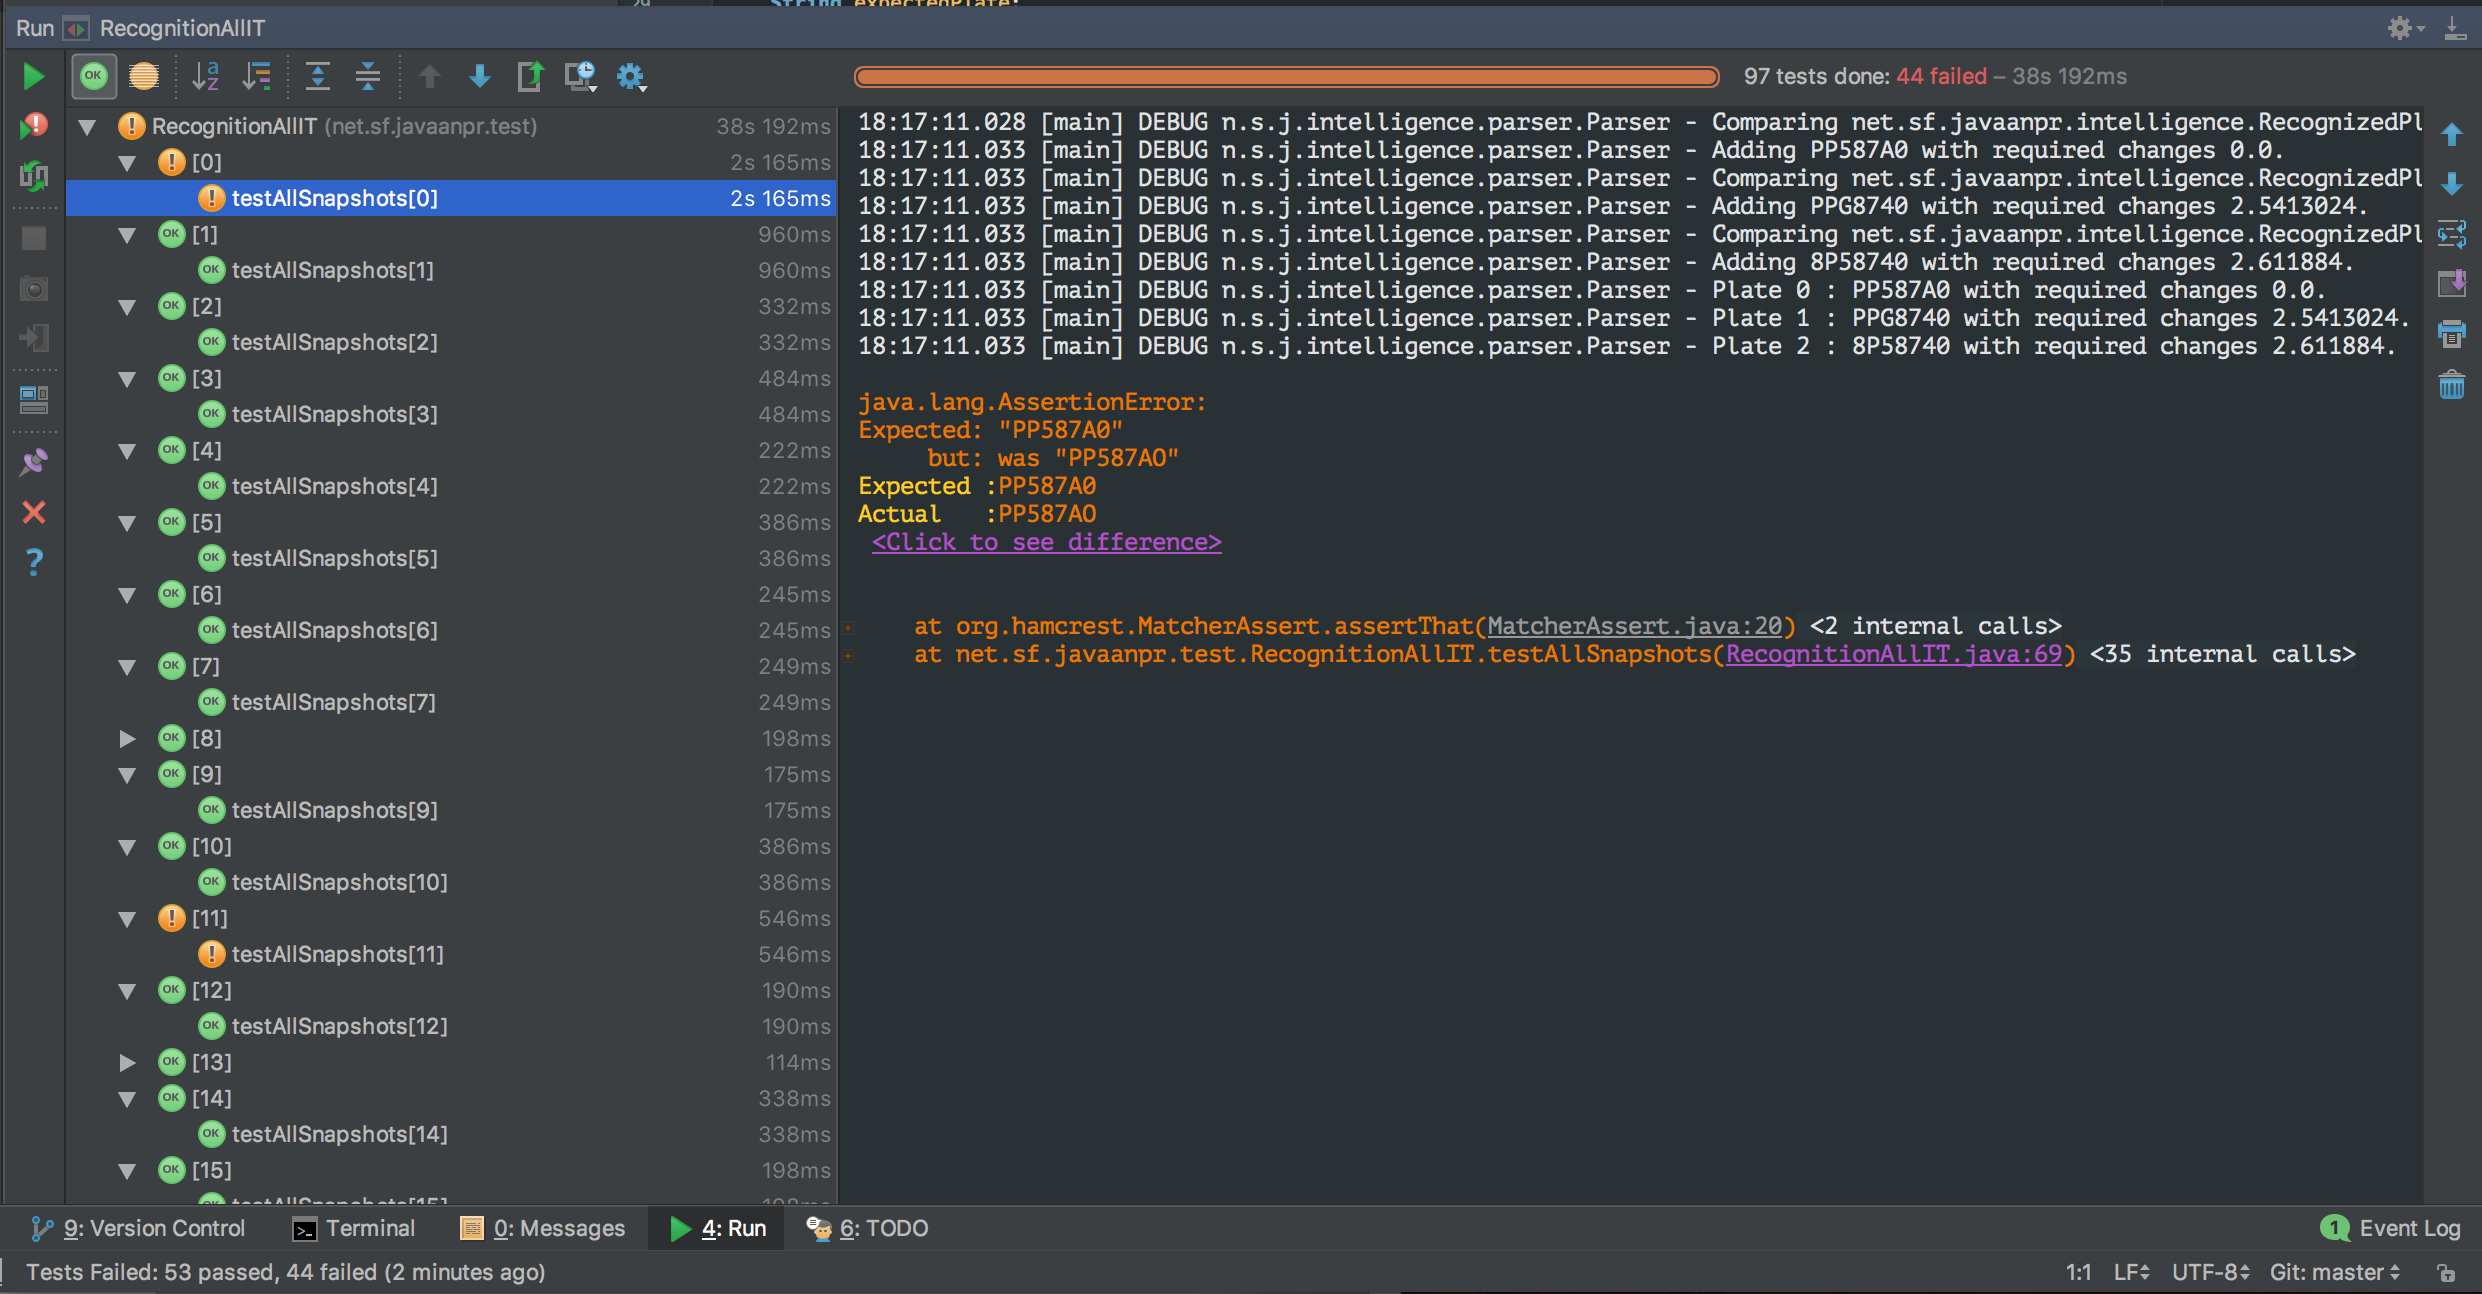 29 String expectedPlate;
Run RecognitionAllIT
97 tests done: 44 failed – 38s 192ms
RecognitionAllIT (net.sf.javaanpr.test) 38s 192ms
[0] 2s 165ms
testAllSnapshots[0] 2s 165ms
[1] 960ms
testAllSnapshots[1] 960ms
[2] 332ms
testAllSnapshots[2] 332ms
[3] 484ms
testAllSnapshots[3] 484ms
[4] 222ms
testAllSnapshots[4] 222ms
[5] 386ms
testAllSnapshots[5] 386ms
[6] 245ms
testAllSnapshots[6] 245ms
[7] 249ms
testAllSnapshots[7] 249ms
[8] 198ms
[9] 175ms
testAllSnapshots[9] 175ms
[10] 386ms
testAllSnapshots[10] 386ms
[11] 546ms
testAllSnapshots[11] 546ms
[12] 190ms
testAllSnapshots[12] 190ms
[13] 114ms
[14] 338ms
testAllSnapshots[14] 338ms
[15] 198ms
testAllSnapshots[15] 198ms
18:17:11.028 [main] DEBUG n.s.j.intelligence.parser.Parser - Comparing net.sf.javaanpr.intelligence.RecognizedPl
18:17:11.033 [main] DEBUG n.s.j.intelligence.parser.Parser - Adding PP587A0 with required changes 0.0.
18:17:11.033 [main] DEBUG n.s.j.intelligence.parser.Parser - Comparing net.sf.javaanpr.intelligence.RecognizedPl
18:17:11.033 [main] DEBUG n.s.j.intelligence.parser.Parser - Adding PPG8740 with required changes 2.5413024.
18:17:11.033 [main] DEBUG n.s.j.intelligence.parser.Parser - Comparing net.sf.javaanpr.intelligence.RecognizedPl
18:17:11.033 [main] DEBUG n.s.j.intelligence.parser.Parser - Adding 8P58740 with required changes 2.611884.
18:17:11.033 [main] DEBUG n.s.j.intelligence.parser.Parser - Plate 0 : PP587A0 with required changes 0.0.
18:17:11.033 [main] DEBUG n.s.j.intelligence.parser.Parser - Plate 1 : PPG8740 with required changes 2.5413024.
18:17:11.033 [main] DEBUG n.s.j.intelligence.parser.Parser - Plate 2 : 8P58740 with required changes 2.611884.
java.lang.AssertionError:
Expected: "PP587A0"
but: was "PP587AO"
Expected :PP587A0
Actual :PP587AO
<Click to see difference>
at org.hamcrest.MatcherAssert.assertThat(MatcherAssert.java:20) <2 internal calls>
at net.sf.javaanpr.test.RecognitionAllIT.testAllSnapshots(RecognitionAllIT.java:69) <35 internal calls>
9: Version Control Terminal 0: Messages 4: Run 6: TODO 1 Event Log
Tests Failed: 53 passed, 44 failed (2 minutes ago) 1:1 LF UTF-8 Git: master